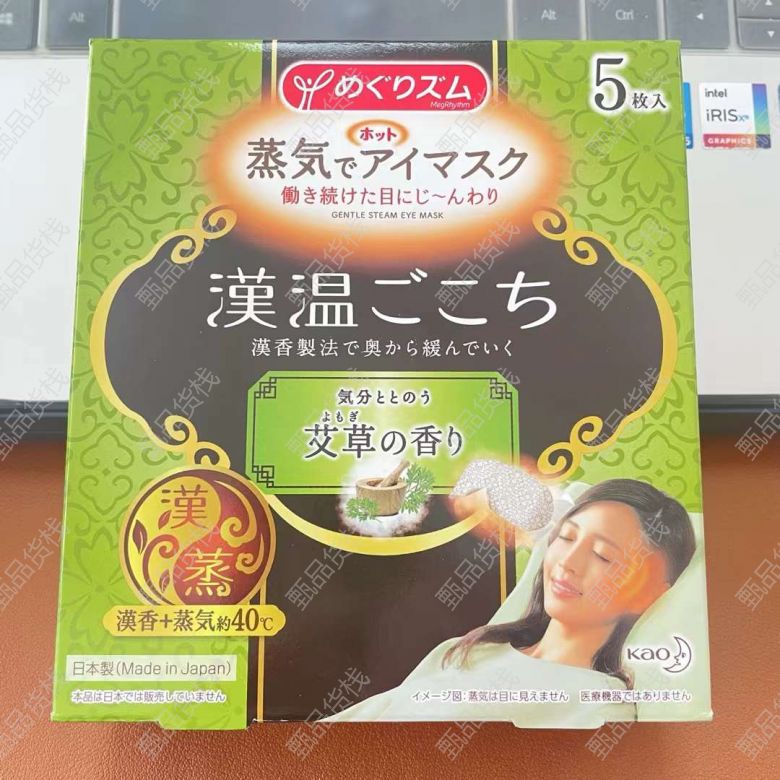 Alt
Alt
Ctrl
intel
iRISxe
GRAPHICS
めぐりズム
MegRhythm
5枚入
ホット
蒸気でアイマスク
働き続けた目にじ〜んわり
GENTLE STEAM EYE MASK
漢温ごこち
漢香製法で奥から緩んでいく
気分ととのう
よもぎ
艾草の香り
漢
蒸
漢香+蒸気約40℃
日本製(Made in Japan)
本品は日本では販売していません
Kao
イメージ図:蒸気は目に見えません 医療機器ではありません
甄品货栈